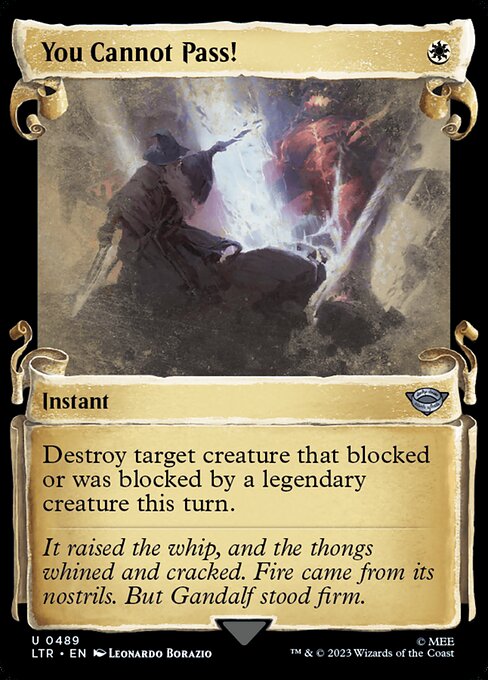 You Cannot Pass!
Instant
Destroy target creature that blocked
or was blocked by a legendary
creature this turn.
It raised the whip, and the thongs
whined and cracked. Fire came from its
nostrils. But Gandalf stood firm.
U 0489
LTR • EN Leonardo Borazio
© MEE
™ & © 2023 Wizards of the Coast